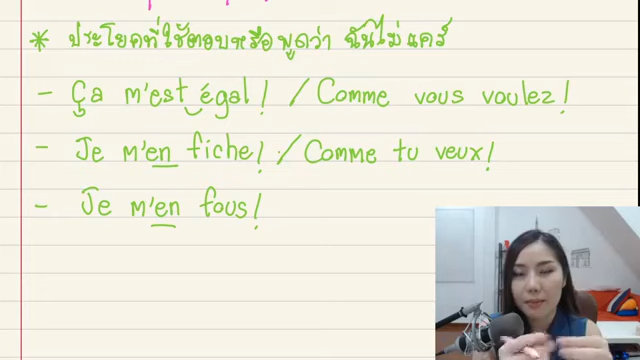 * ประโยคที่ใช้ตอบหรือพูดว่า ฉันไม่แคร์
- Ça m'est égal! / Comme vous voulez!
- Je m'en fiche! / Comme tu veux!
- Je m'en fous!